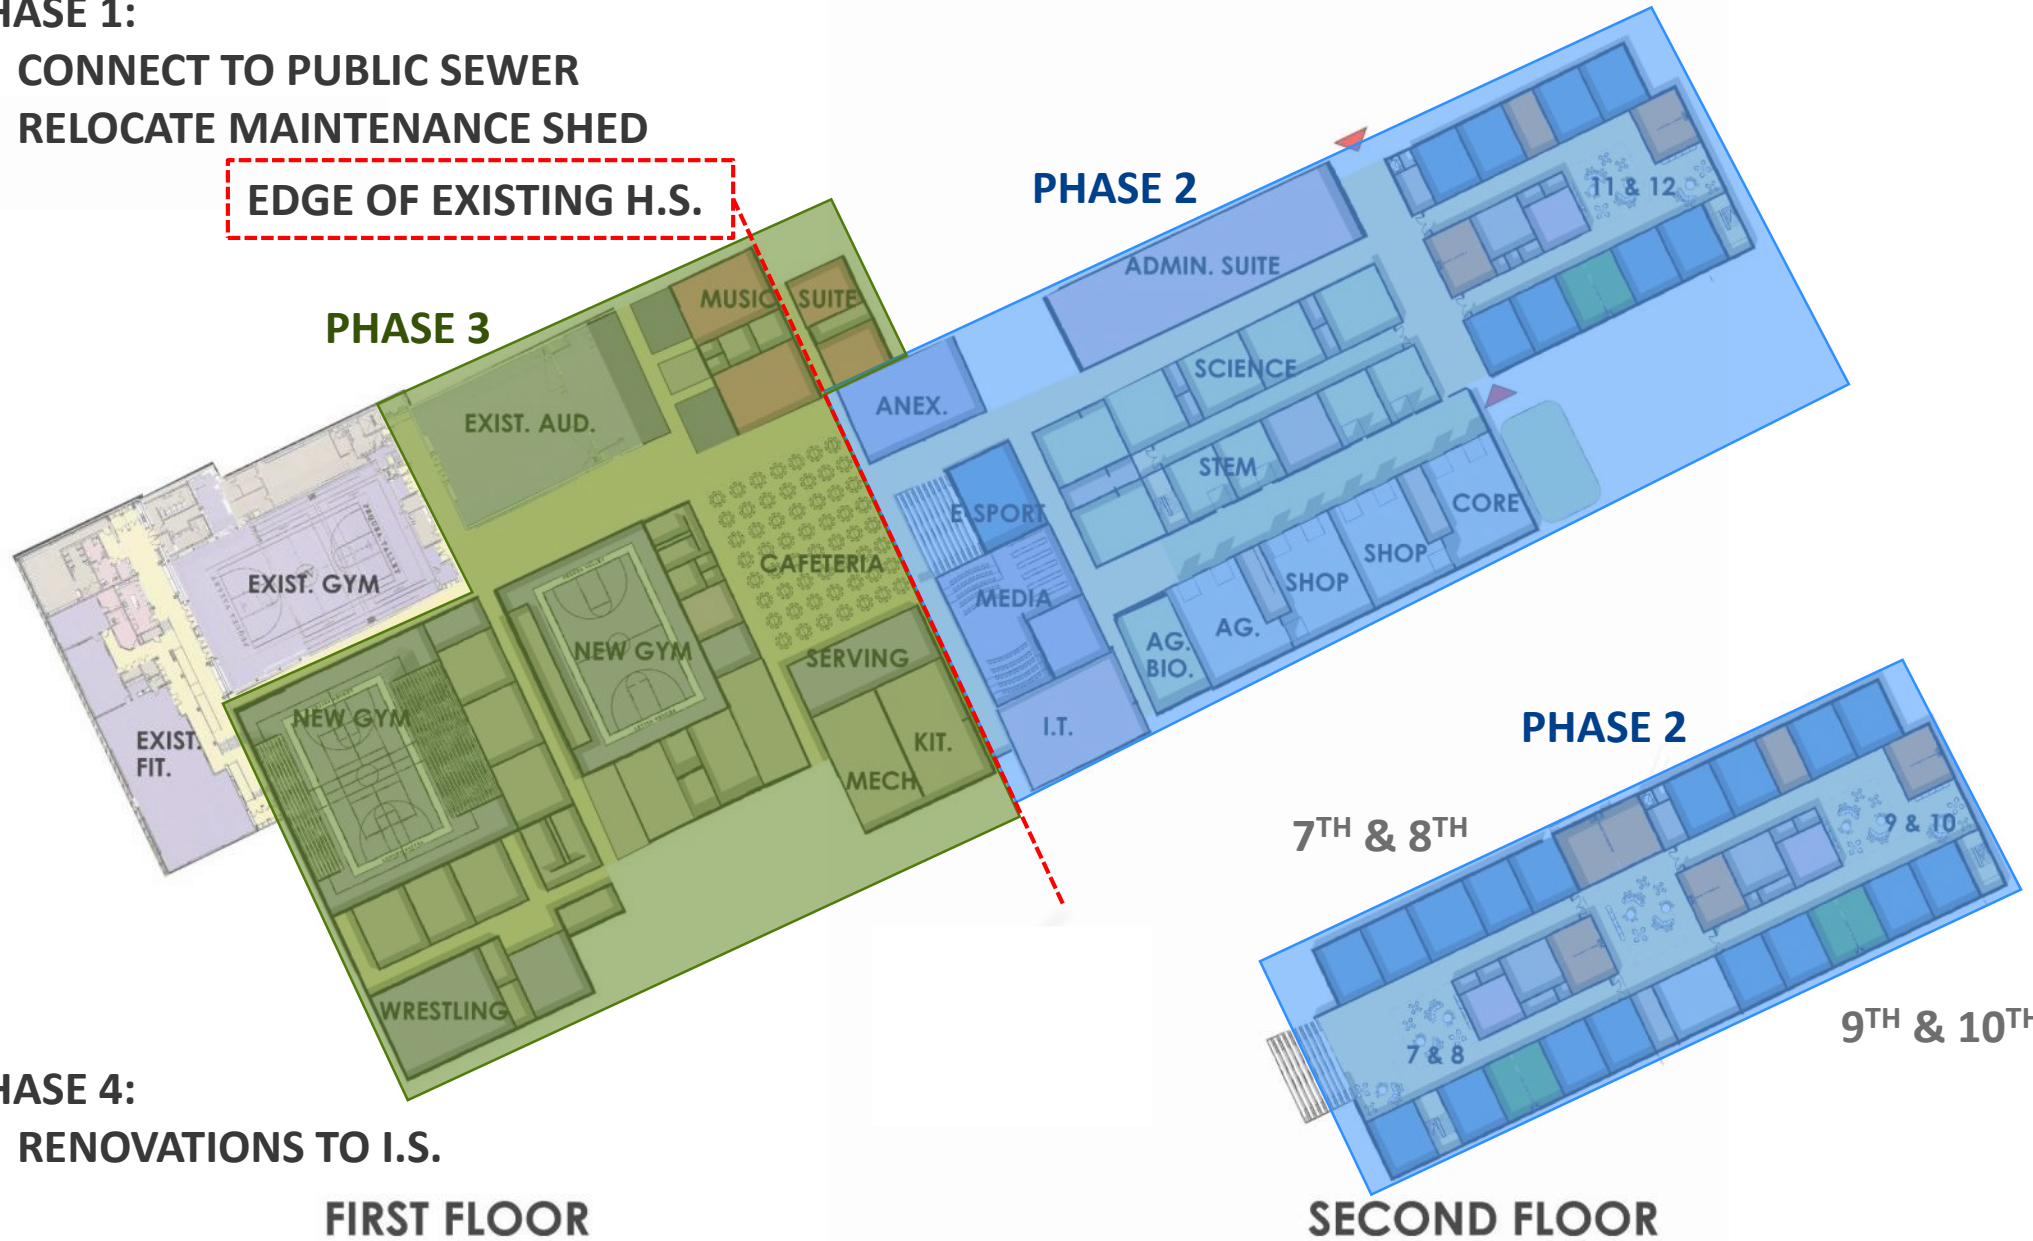 HASE 1:
CONNECT TO PUBLIC SEWER
RELOCATE MAINTENANCE SHED
EDGE OF EXISTING H.S.
PHASE 2
11 & 12
ADMIN. SUITE
MUSIC SUITE
PHASE 3
SCIENCE
ANEX.
EXIST. AUD.
STEM
E-SPORT
CORE
CAFETERIA
SHOP
EXIST. GYM
SHOP
MEDIA
AG.
NEW GYM
AG.
BIO.
SERVING
NEW GYM
I.T.
PHASE 2
EXIST.
FIT.
KIT.
MECH
7TH & 8TH
9 & 10
WRESTLING
9TH & 10TH
7 & 8
HASE 4:
RENOVATIONS TO I.S.
FIRST FLOOR
SECOND FLOOR